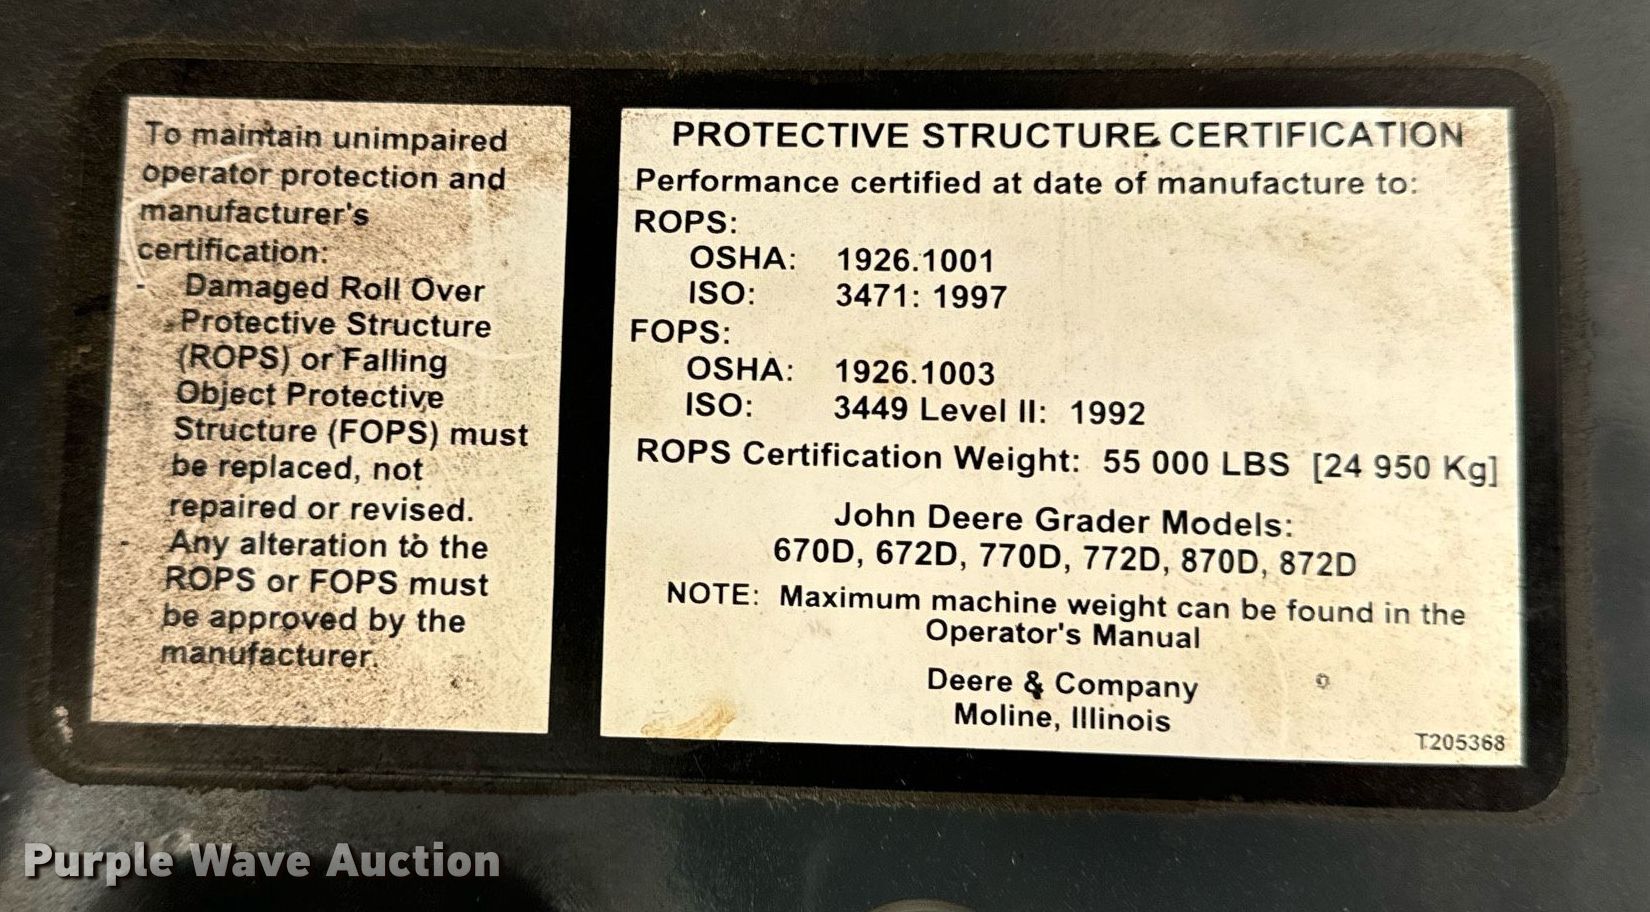 To maintain unimpaired
operator protection and
manufacturer's
certification:
- Damaged Roll Over
Protective Structure
(ROPS) or Falling
Object Protective
Structure (FOPS) must
be replaced, not
repaired or revised.
- Any alteration to the
ROPS or FOPS must
be approved by the
manufacturer.
PROTECTIVE STRUCTURE CERTIFICATION
Performance certified at date of manufacture to:
ROPS:
OSHA: 1926.1001
ISO: 3471: 1997
FOPS:
OSHA: 1926.1003
ISO: 3449 Level II: 1992
ROPS Certification Weight: 55 000 LBS [24 950 Kg]
John Deere Grader Models:
670D, 672D, 770D, 772D, 870D, 872D
NOTE: Maximum machine weight can be found in the
Operator's Manual
Deere & Company
Moline, Illinois
T205368
Purple Wave Auction